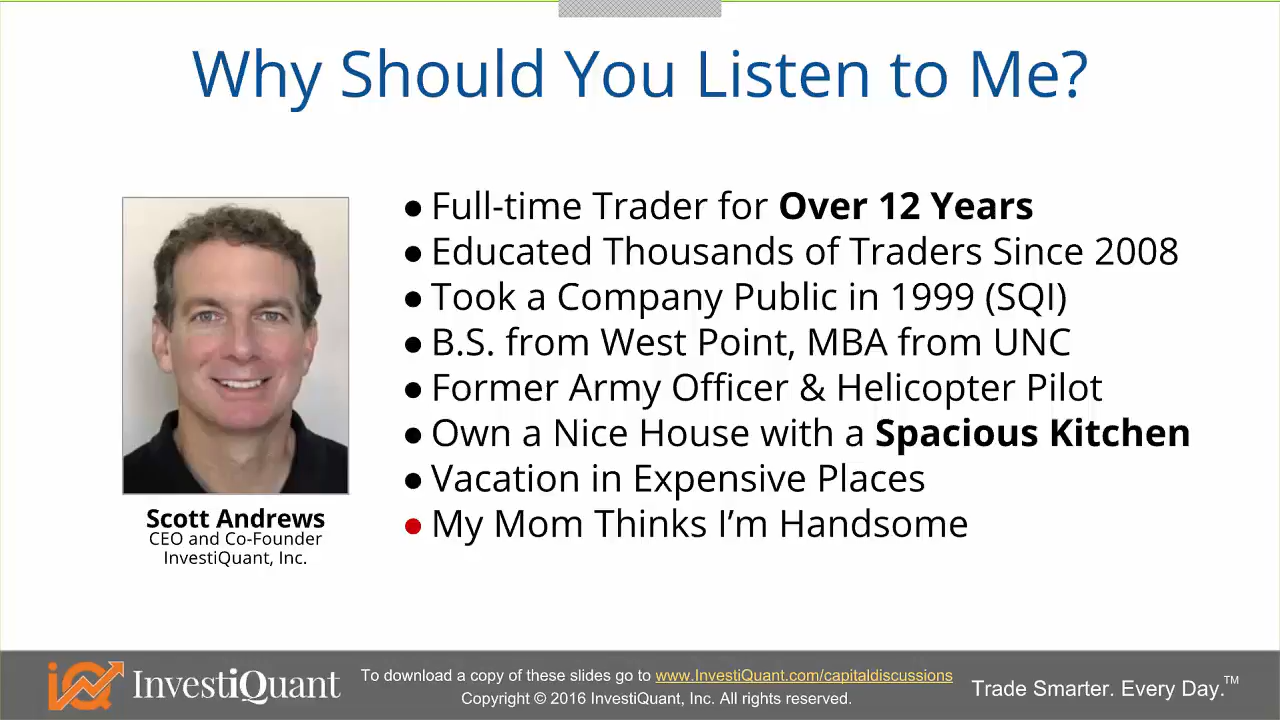 Why Should You Listen to Me?
● Full-time Trader for Over 12 Years
● Educated Thousands of Traders Since 2008
● Took a Company Public in 1999 (SQI)
● B.S. from West Point, MBA from UNC
● Former Army Officer & Helicopter Pilot
● Own a Nice House with a Spacious Kitchen
● Vacation in Expensive Places
● My Mom Thinks I’m Handsome
Scott Andrews
CEO and Co-Founder
InvestiQuant, Inc.
iQ InvestiQuant
To download a copy of these slides go to www.InvestiQuant.com/capitaldiscussions
Copyright © 2016 InvestiQuant, Inc. All rights reserved.
Trade Smarter. Every Day.™